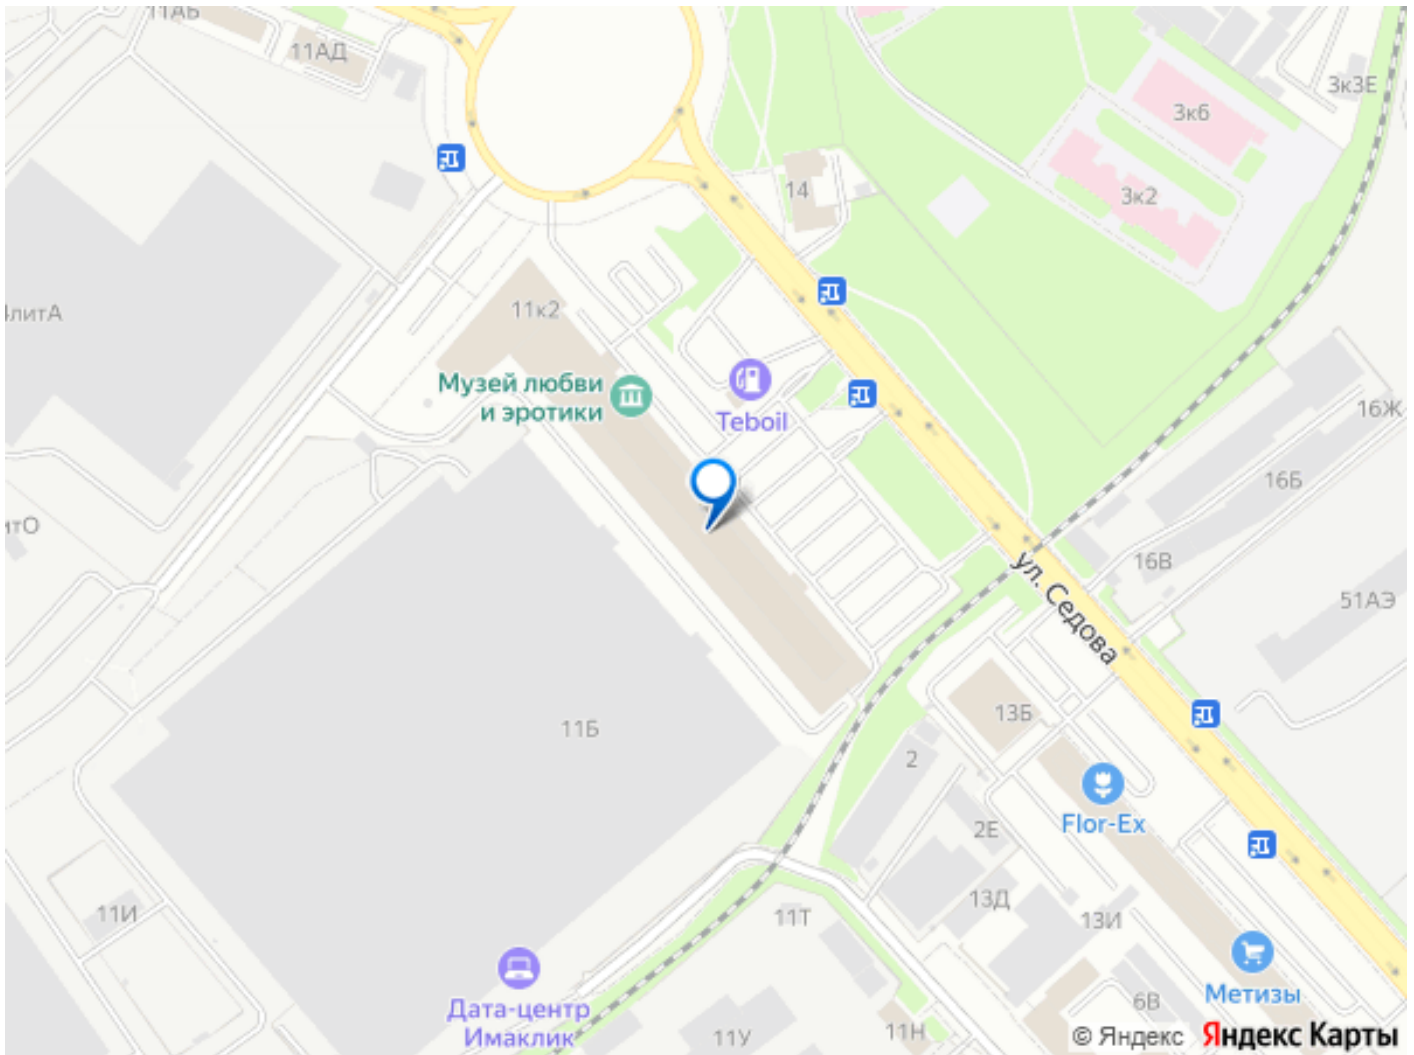 11АБ
11АД
3к3Е
3к6
3к2
14
11к2
литА
Музей любви
и эротики
Teboil
16Ж
16Б
16В
51АЭ
итО
ул. Седова
11Б
13Б
2
Flor-Ex
2Е
13Д
13И
11И
11Т
Метизы
6В
Дата-центр
Имаклик
11У
11Н
© Яндекс Яндекс Карты